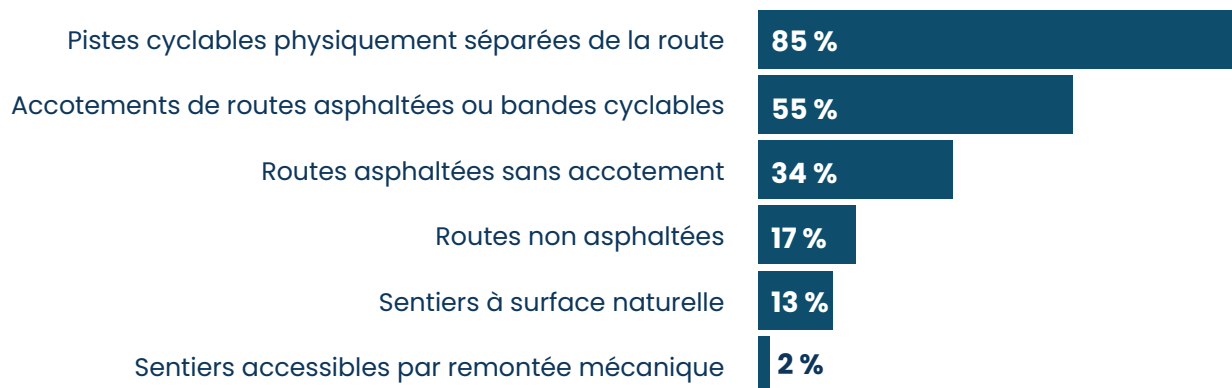 Pistes cyclables physiquement séparées de la route 85 %
Accotements de routes asphaltées ou bandes cyclables 55 %
Routes asphaltées sans accotement 34 %
Routes non asphaltées 17 %
Sentiers à surface naturelle 13 %
Sentiers accessibles par remontée mécanique 2 %